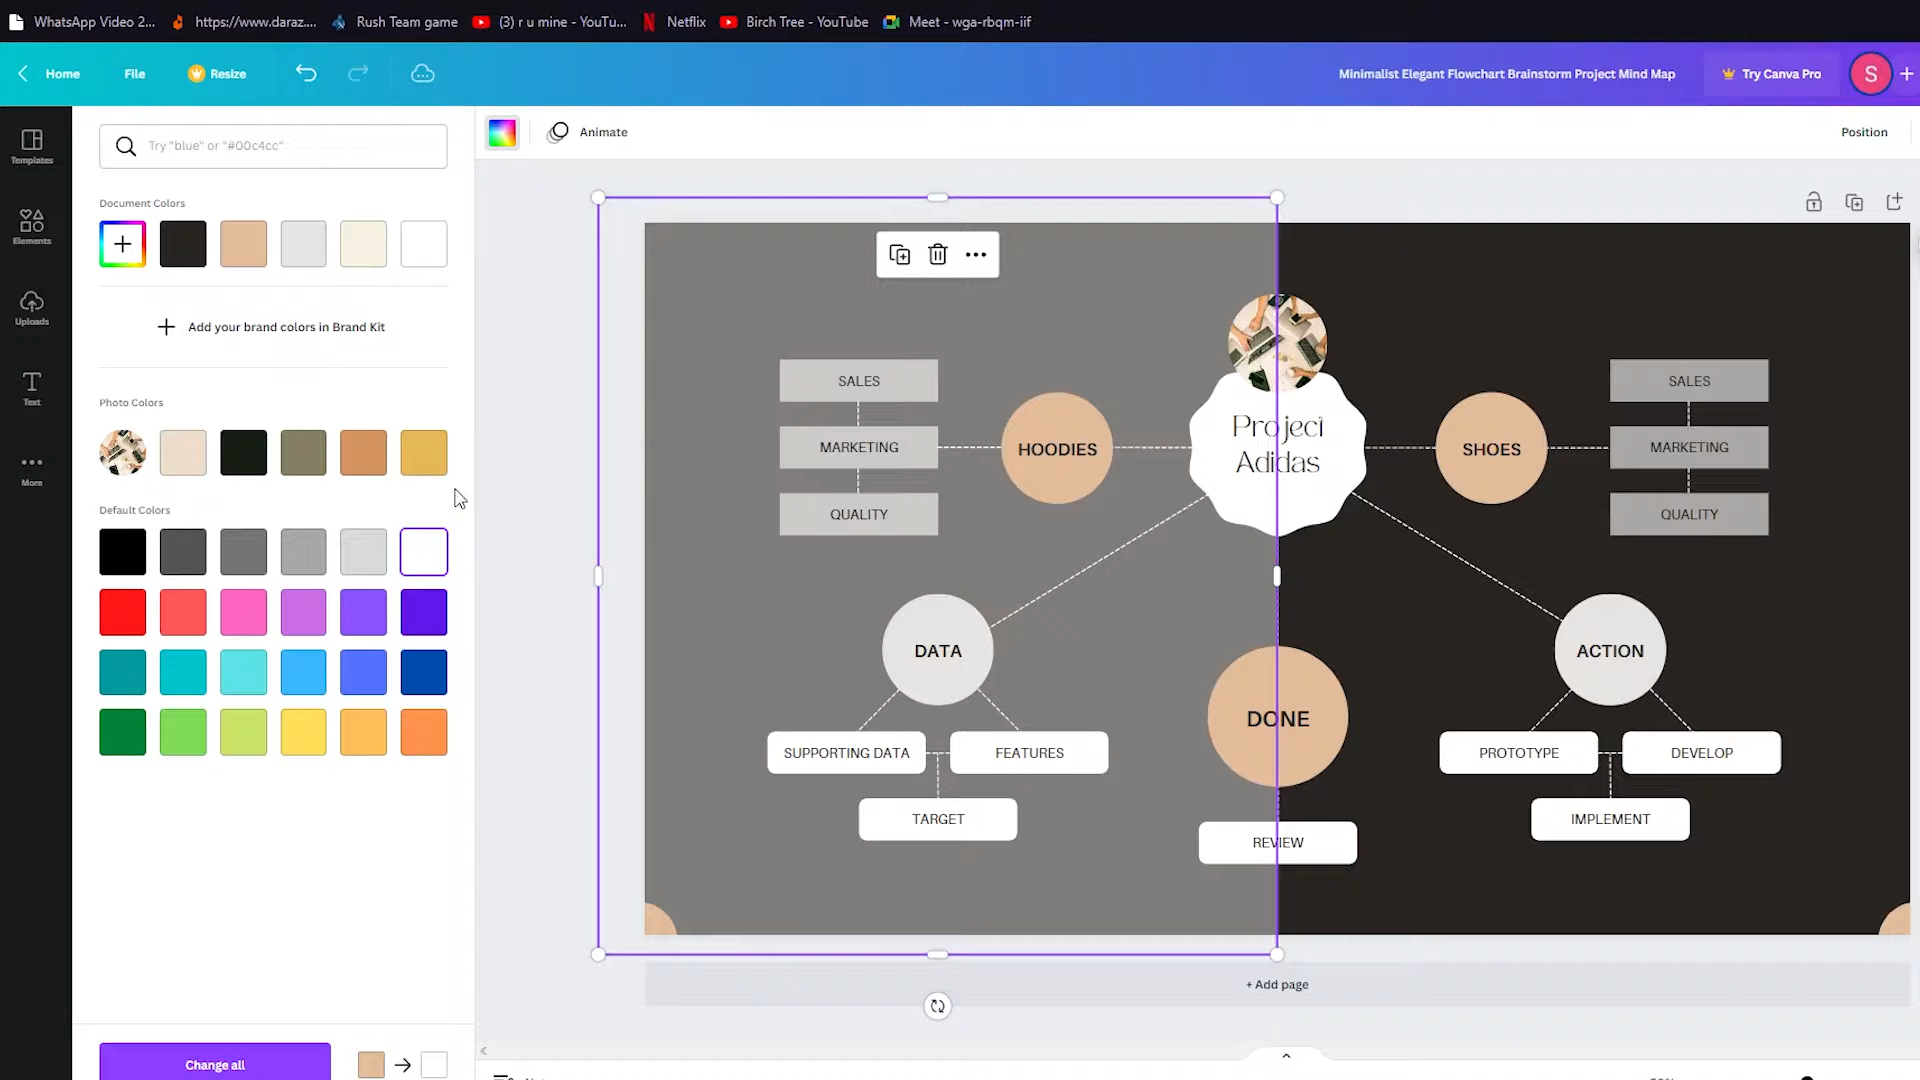 WhatsApp Video 2...
https://www.daraz....
Rush Team game
(3) r u mine - YouTu...
Netflix
Birch Tree - YouTube
Meet - wga-rbqm-iif
Home
File
Resize
Minimalist Elegant Flowchart Brainstorm Project Mind Map
Try Canva Pro
S
Templates
Elements
Uploads
Text
More
Try "blue" or "#00c4cc"
Document Colors
Add your brand colors in Brand Kit
Photo Colors
Default Colors
Change all
Animate
Position
SALES
MARKETING
QUALITY
HOODIES
Project
Adidas
SHOES
SALES
MARKETING
QUALITY
DATA
SUPPORTING DATA
FEATURES
TARGET
DONE
REVIEW
ACTION
PROTOTYPE
DEVELOP
IMPLEMENT
+ Add page